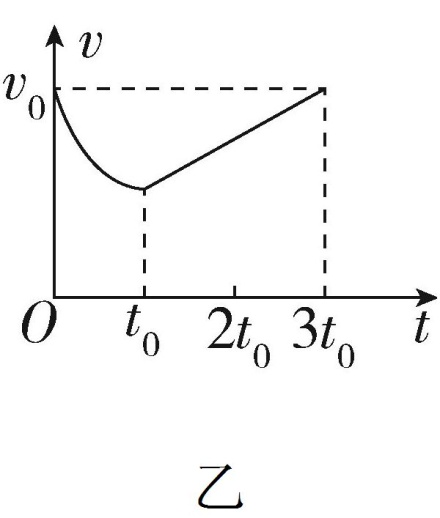 v
v₀
O t₀ 2t₀ 3t₀ t
乙